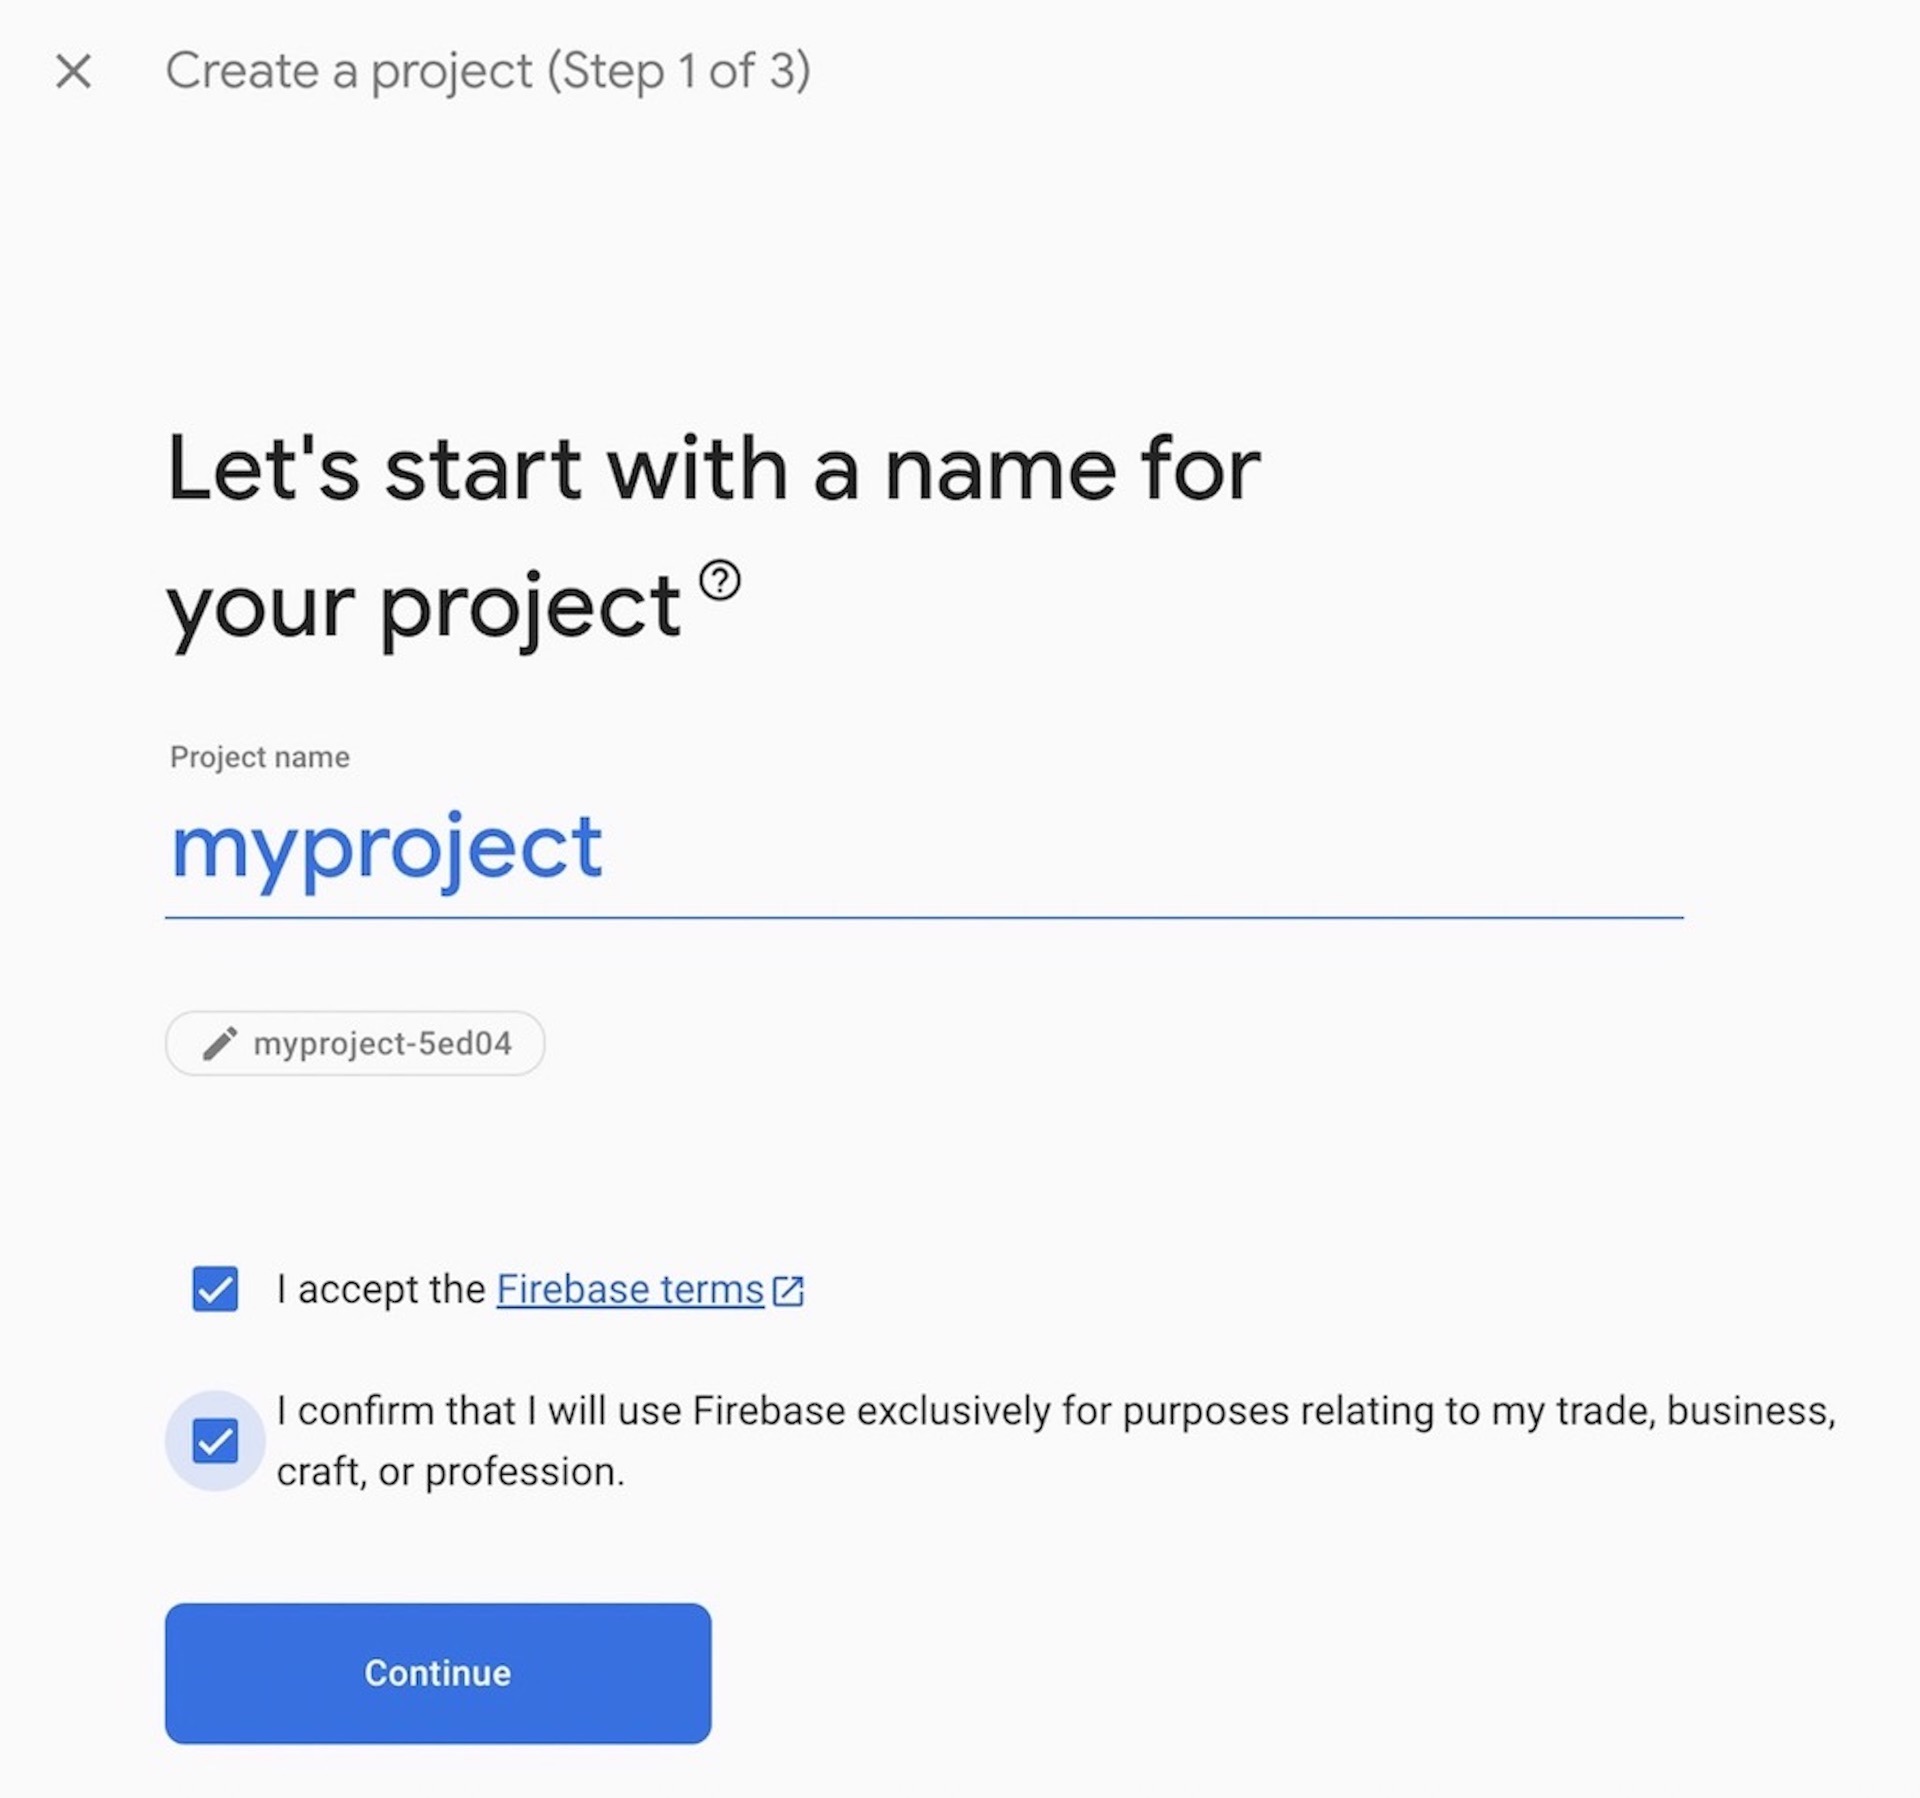 Create a project (Step 1 of 3)
Let's start with a name for
your project
Project name
myproject
myproject-5ed04
I accept the Firebase terms
I confirm that I will use Firebase exclusively for purposes relating to my trade, business,
craft, or profession.
Continue